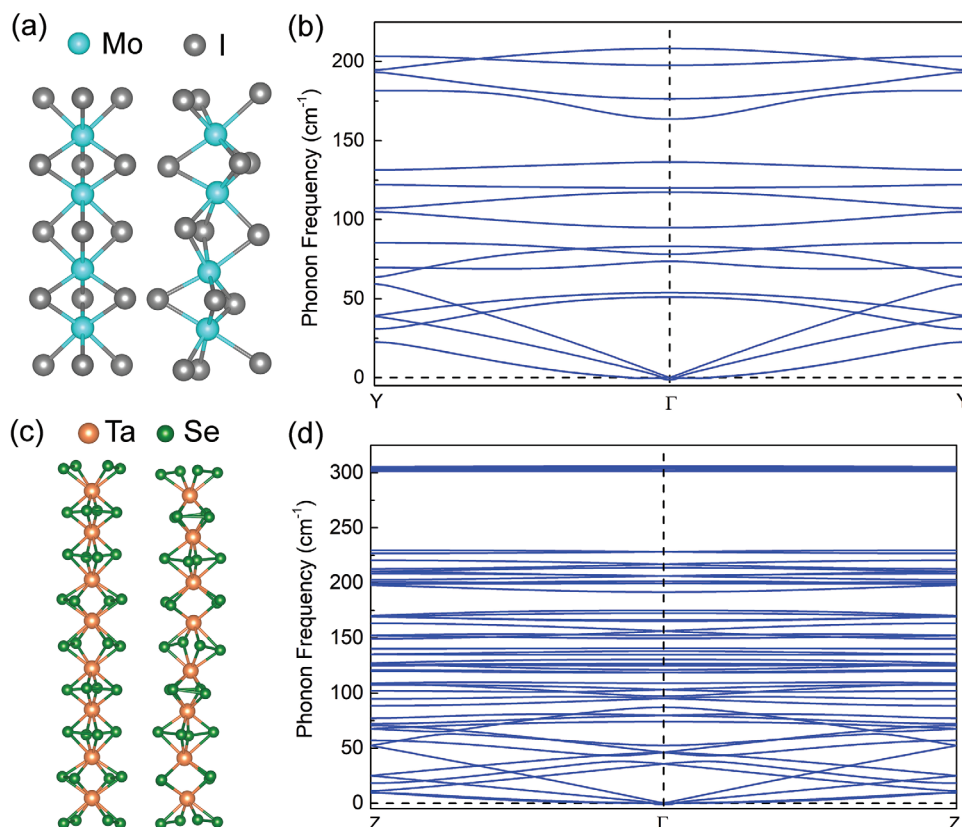 (a) Mo I
(b)
200
150
100
50
0
Phonon Frequency (cm-1)
Y Γ Y
(c) Ta Se
(d)
300
250
200
150
100
50
0
Phonon Frequency (cm-1)
Z Γ Z